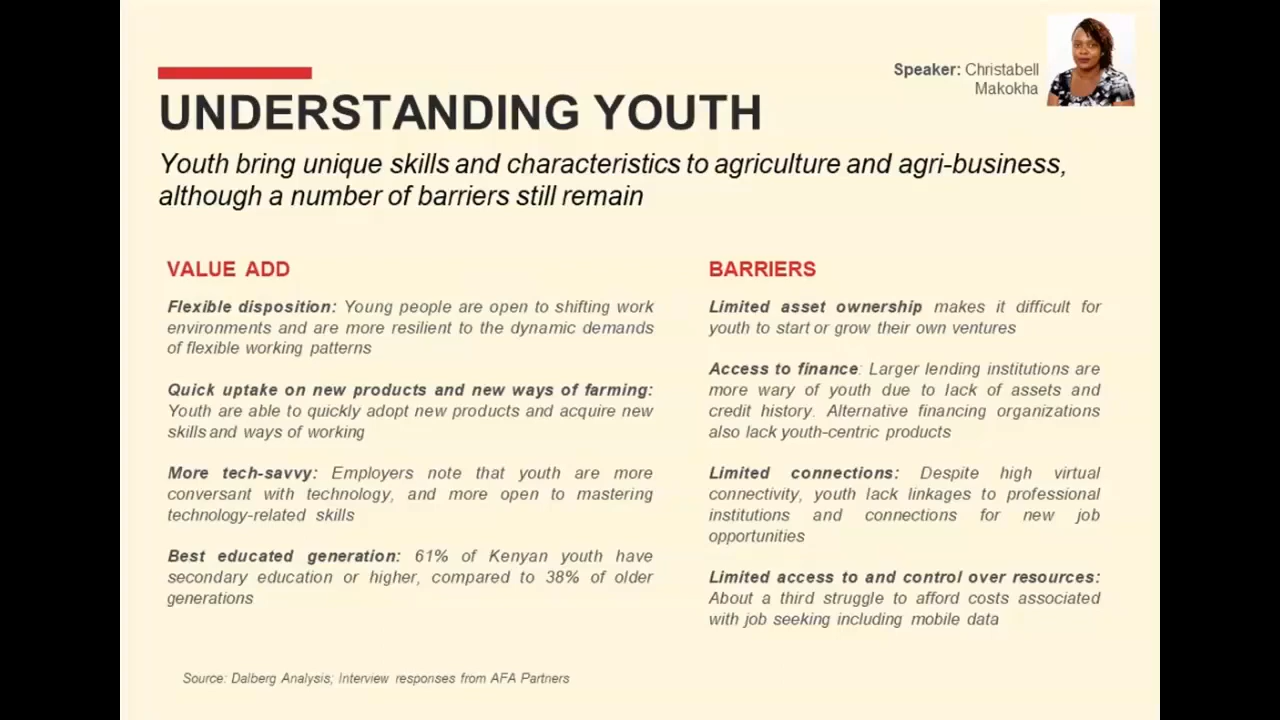 Speaker: Christabell
Makokha
UNDERSTANDING YOUTH
Youth bring unique skills and characteristics to agriculture and agri-business,
although a number of barriers still remain
VALUE ADD
Flexible disposition: Young people are open to shifting work
environments and are more resilient to the dynamic demands
of flexible working patterns
Quick uptake on new products and new ways of farming:
Youth are able to quickly adopt new products and acquire new
skills and ways of working
More tech-savvy: Employers note that youth are more
conversant with technology, and more open to mastering
technology-related skills
Best educated generation: 61% of Kenyan youth have
secondary education or higher, compared to 38% of older
generations
BARRIERS
Limited asset ownership makes it difficult for
youth to start or grow their own ventures
Access to finance: Larger lending institutions are
more wary of youth due to lack of assets and
credit history. Alternative financing organizations
also lack youth-centric products
Limited connections: Despite high virtual
connectivity, youth lack linkages to professional
institutions and connections for new job
opportunities
Limited access to and control over resources:
About a third struggle to afford costs associated
with job seeking including mobile data
Source: Dalberg Analysis; Interview responses from AFA Partners